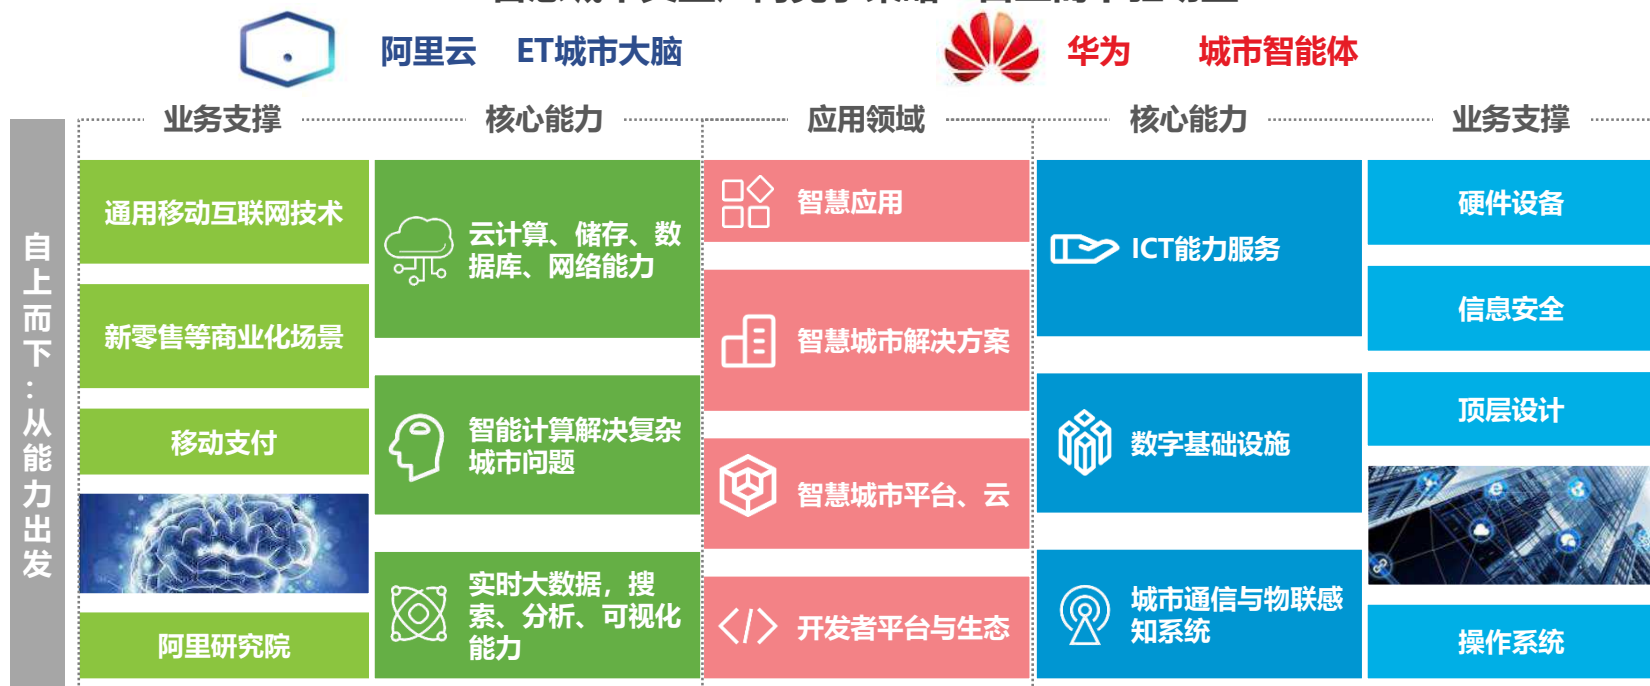 阿里云 ET城市大脑
华为 城市智能体
业务支撑
核心能力
应用领域
核心能力
业务支撑
自上而下：从能力出发
通用移动互联网技术
新零售等商业化场景
移动支付
阿里研究院
云计算、储存、数
据库、网络能力
智能计算解决复杂
城市问题
实时大数据，搜
索、分析、可视化
能力
智慧应用
智慧城市解决方案
智慧城市平台、云
开发者平台与生态
ICT能力服务
数字基础设施
城市通信与物联感
知系统
硬件设备
信息安全
顶层设计
操作系统